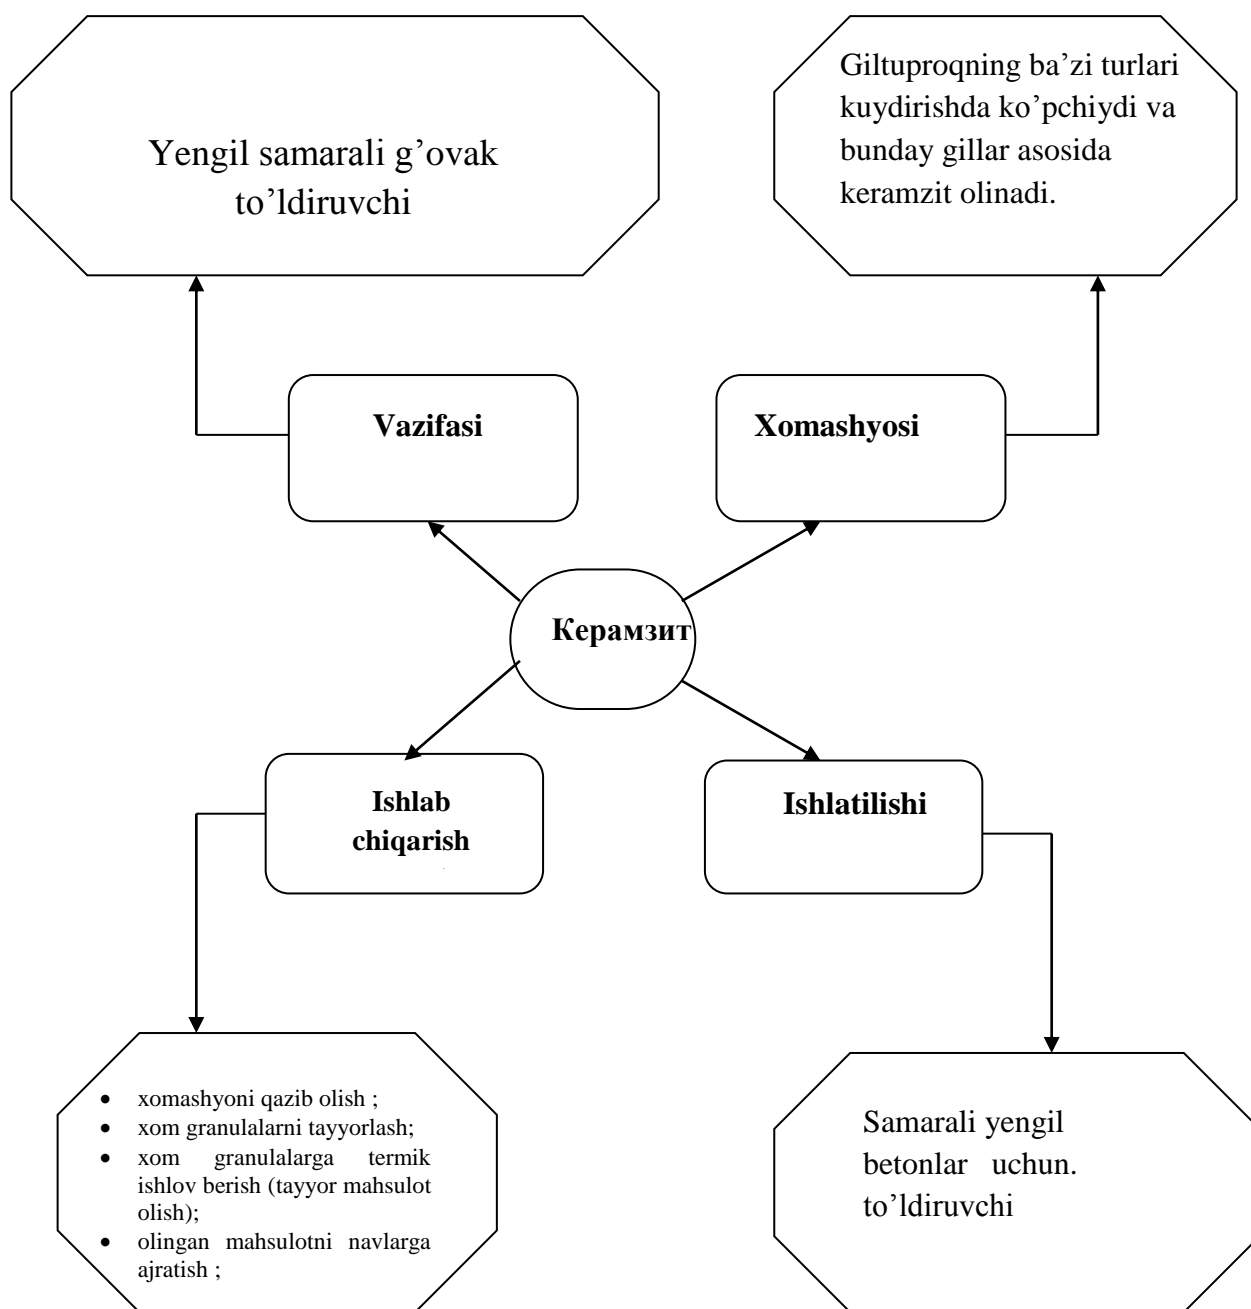 Yengil samarali g’ovak
to’ldiruvchi
Giltuproqning ba’zi turlari
kuydirishda ko’pchiydi va
bunday gillar asosida
keramzit olinadi.
Vazifasi
Xomashyosi
Керамзит
Ishlab
chiqarish
Ishlatilishi
• xomashyoni qazib olish ;
• xom granulalarni tayyorlash;
• xom granulalarga termik
ishlov berish (tayyor mahsulot
olish);
• olingan mahsulotni navlarga
ajratish ;
Samarali yengil
betonlar uchun.
to’ldiruvchi